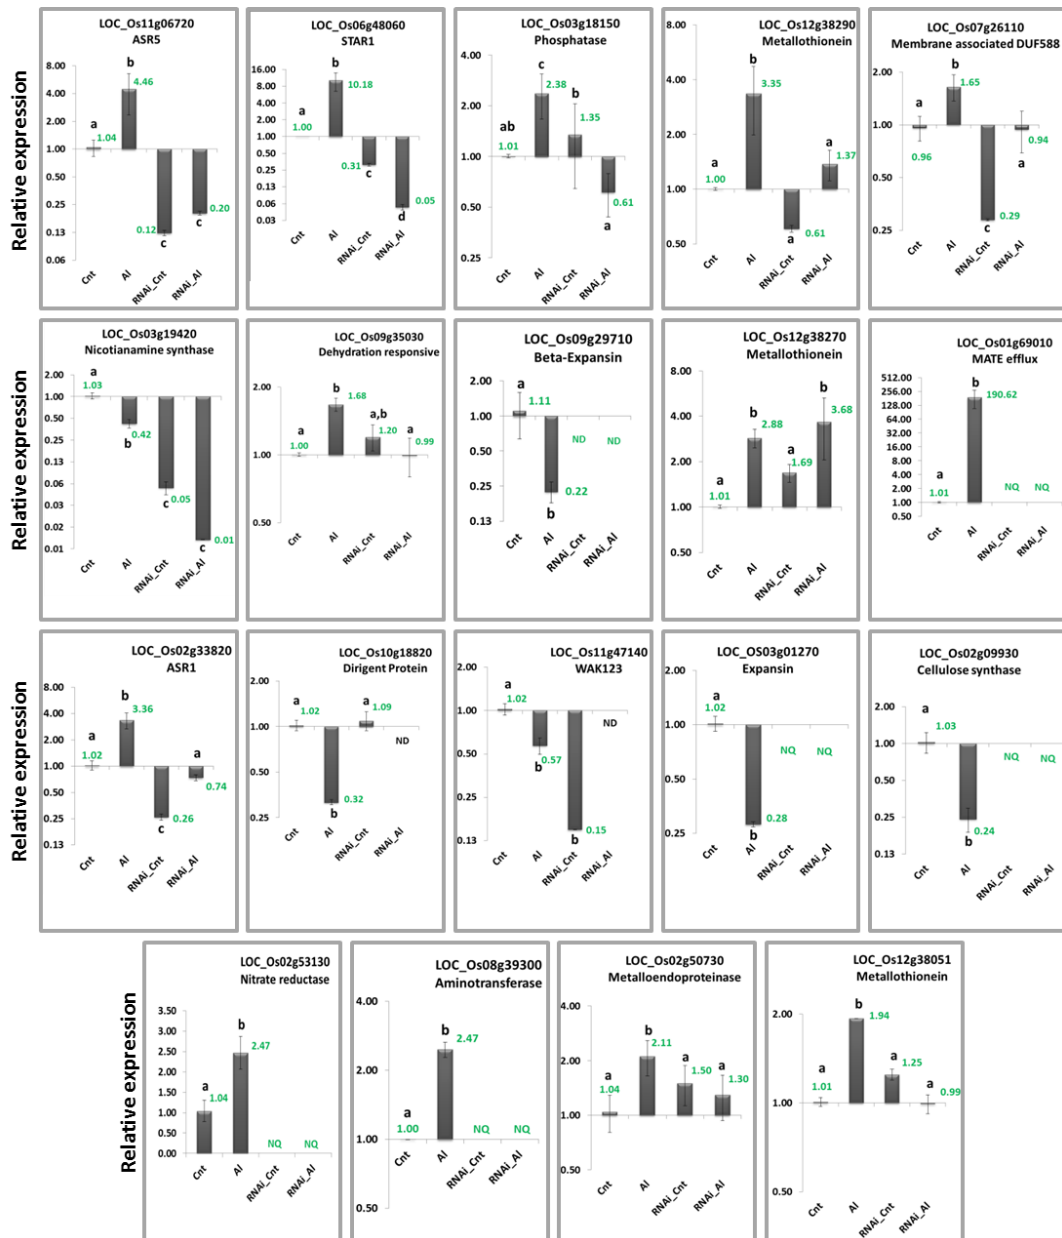 LOC_Os11g06720
ASR5
Relative expression
8.00
4.00
2.00
1.00
0.50
0.25
0.13
0.06
a
1.04
b
4.46
0.12
c
0.20
c
Cnt
Al
RNAi_Cnt
RNAi_Al
LOC_Os06g48060
STAR1
16.00
8.00
4.00
2.00
1.00
0.50
0.25
0.13
0.06
0.03
a
1.00
b
10.18
0.31
c
0.05
d
Cnt
Al
RNAi_Cnt
RNAi_Al
LOC_Os03g18150
Phosphatase
4.00
2.00
1.00
0.50
0.25
ab
1.01
c
2.38
b
1.35
0.61
a
Cnt
Al
RNAi_Cnt
RNAi_Al
LOC_Os12g38290
Metallothionein
8.00
4.00
2.00
1.00
0.50
a
1.00
b
3.35
a
0.61
a
1.37
Cnt
Al
RNAi_Cnt
RNAi_Al
LOC_Os07g26110
Membrane associated DUF588
2.00
1.00
0.50
0.25
a
0.96
b
1.65
0.29
c
0.94
a
Cnt
Al
RNAi_Cnt
RNAi_Al
LOC_Os03g19420
Nicotianamine synthase
Relative expression
2.00
1.00
0.50
0.25
0.13
0.06
0.03
0.02
0.01
a
1.03
0.42
b
0.05
c
0.01
c
Cnt
Al
RNAi_Cnt
RNAi_Al
LOC_Os09g35030
Dehydration responsive
2.00
1.00
0.50
a
1.00
b
1.68
a,b
1.20
a
0.99
Cnt
Al
RNAi_Cnt
RNAi_Al
LOC_Os09g29710
Beta-Expansin
2.00
1.00
0.50
0.25
0.13
a
1.11
0.22
b
ND
ND
Cnt
Al
RNAi_Cnt
RNAi_Al
LOC_Os12g38270
Metallothionein
8.00
4.00
2.00
1.00
0.50
a
1.01
b
2.88
a
1.69
b
3.68
Cnt
Al
RNAi_Cnt
RNAi_Al
LOC_Os01g69010
MATE efflux
512.00
256.00
128.00
64.00
32.00
16.00
8.00
4.00
2.00
1.00
0.50
a
1.01
b
190.62
NQ
NQ
Cnt
Al
RNAi_Cnt
RNAi_Al
LOC_Os02g33820
ASR1
Relative expression
8.00
4.00
2.00
1.00
0.50
0.25
0.13
a
1.02
b
3.36
0.26
c
a
0.74
Cnt
Al
RNAi_Cnt
RNAi_Al
LOC_Os10g18820
Dirigent Protein
2.00
1.00
0.50
0.25
a
1.02
0.32
b
a
1.09
ND
Cnt
Al
RNAi_Cnt
RNAi_Al
LOC_Os11g47140
WAK123
2.00
1.00
0.50
0.25
0.13
a
1.02
0.57
b
0.15
b
ND
Cnt
Al
RNAi_Cnt
RNAi_Al
LOC_OS03g01270
Expansin
2.00
1.00
0.50
0.25
a
1.02
0.28
b
NQ
NQ
Cnt
Al
RNAi_Cnt
RNAi_Al
LOC_Os02g09930
Cellulose synthase
2.00
1.00
0.50
0.25
0.13
a
1.03
0.24
b
NQ
NQ
Cnt
Al
RNAi_Cnt
RNAi_Al
LOC_Os02g53130
Nitrate reductase
Relative expression
3.50
3.00
2.50
2.00
1.50
1.00
0.50
0.00
a
1.04
b
2.47
NQ
NQ
Cnt
Al
RNAi_Cnt
RNAi_Al
LOC_Os08g39300
Aminotransferase
4.00
2.00
1.00
0.50
a
1.00
b
2.47
NQ
NQ
Cnt
Al
RNAi_Cnt
RNAi_Al
LOC_Os02g50730
Metalloendoproteinase
4.00
2.00
1.00
0.50
a
1.04
b
2.11
a
1.50
a
1.30
Cnt
Al
RNAi_Cnt
RNAi_Al
LOC_Os12g38051
Metallothionein
2.00
1.00
0.50
a
1.01
b
1.94
a
1.25
a
0.99
Cnt
Al
RNAi_Cnt
RNAi_Al